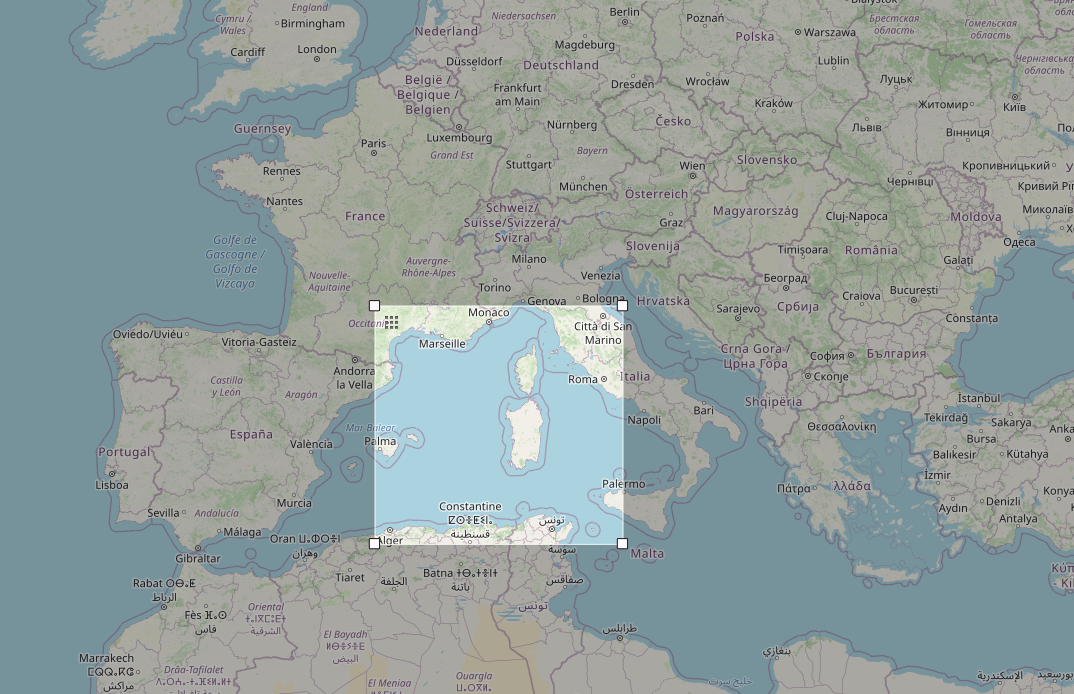 Berlin
Poznań
Białystok
Брестская
область
Гомельская
область
England
Birmingham
Cymru /
Wales
Cardiff
London
Niedersachsen
Nederland
Magdeburg
Polska
Warszawa
Чернігівська
область
Düsseldorf
Deutschland
Lublin
België /
Belgique /
Belgien
Frankfurt
am Main
Dresden
Wrocław
Луцьк
Kraków
Житомир
Київ
Guernsey
Luxembourg
Nürnberg
Česko
Львів
Вінниця
Paris
Grand Est
Bayern
Stuttgart
Wien
Slovensko
Кропивницький
Rennes
München
Österreich
Чернівці
Кривий Ріг
Nantes
France
Schweiz/
Suisse/Svizzera/
Svizra
Graz
Magyarország
Cluj-Napoca
Moldova
Миколаїв
Golfe de
Gascogne /
Golfo de
Vizcaya
Milano
Slovenija
Timișoara
România
Одеса
Auvergne-
Rhône-Alpes
Galați
Nouvelle-
Aquitaine
Torino
Venezia
Београд
București
Genova
Bologna
Hrvatska
Србија
Craiova
Occitanie
Monaco
Sarajevo
Constanța
Oviedo/Uviéu
Vitoria-Gasteiz
Marseille
Città di San
Marino
Crna Gora /
Црна Гора
София
България
Andorra
la Vella
Castilla
y León
Aragón
Roma
Italia
Скопје
Shqipëria
İstanbul
España
Mar Balear
Palma
Napoli
Bari
Θεσσαλονίκη
Tekirdağ
Sakarya
Bursa
Ankara
València
Portugal
Balıkesir
Kütahya
Lisboa
Palermo
Πάτρα
Ελλάδα
İzmir
Konya
Murcia
Sevilla
Andalucía
Constantine
ⵇⵙⵏⵟⵉⵏⴰ
قسنطينة
تونس
Aydın
Denizli
Antalya
Málaga
Oran
وهران
Alger
Gibraltar
سوسة
Malta
Tiaret
الجلفة
Batna
باتنة
صفاقس
Rabat
الرباط
تونس
Fès
فاس
Oriental
الشرقية
El Bayadh
البيض
طرابلس
بنغازي
Marrakech
مراكش
Drâa-Tafilalet
El Meniaa
Ouargla
خليج سرت
الإسكندرية
بورسعيد